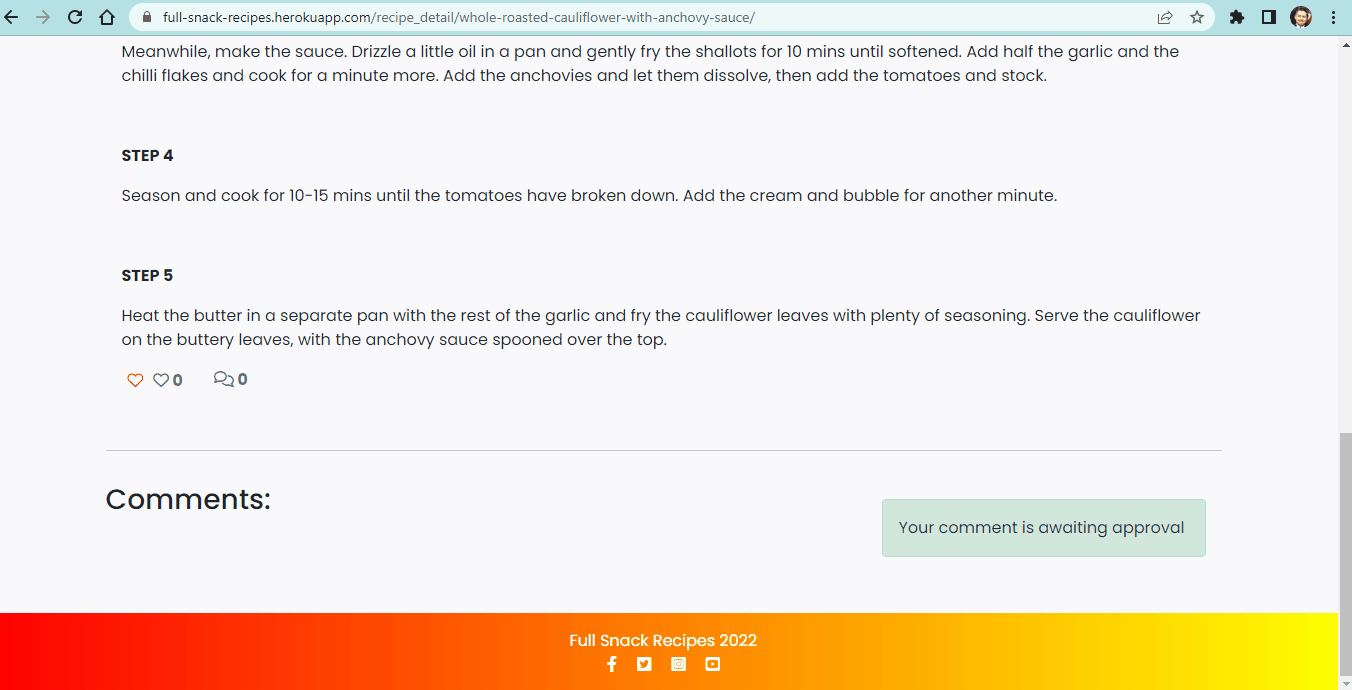 full-snack-recipes.herokuapp.com/recipe_detail/whole-roasted-cauliflower-with-anchovy-sauce/
Meanwhile, make the sauce. Drizzle a little oil in a pan and gently fry the shallots for 10 mins until softened. Add half the garlic and the
chilli flakes and cook for a minute more. Add the anchovies and let them dissolve, then add the tomatoes and stock.
STEP 4
Season and cook for 10-15 mins until the tomatoes have broken down. Add the cream and bubble for another minute.
STEP 5
Heat the butter in a separate pan with the rest of the garlic and fry the cauliflower leaves with plenty of seasoning. Serve the cauliflower
on the buttery leaves, with the anchovy sauce spooned over the top.
0 0
Comments:
Your comment is awaiting approval
Full Snack Recipes 2022